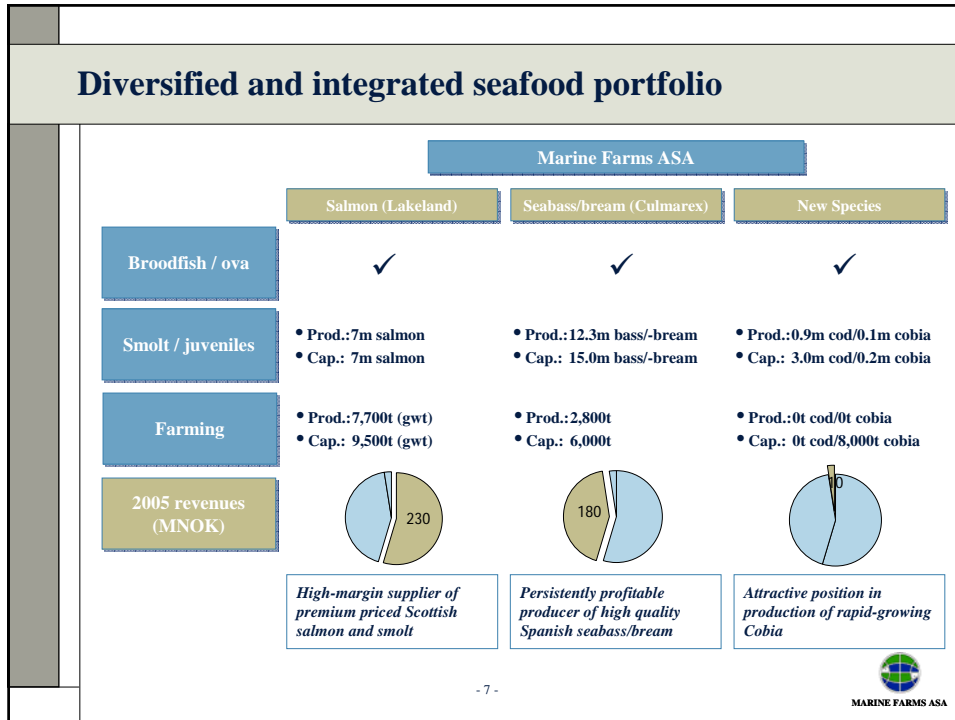 Diversified and integrated seafood portfolio
Marine Farms ASA
Salmon (Lakeland)
Seabass/bream (Culmarex)
New Species
Broodfish / ova
✓
✓
✓
Smolt / juveniles
• Prod.:7m salmon
• Cap.: 7m salmon
• Prod.:12.3m bass/-bream
• Cap.: 15.0m bass/-bream
• Prod.:0.9m cod/0.1m cobia
• Cap.: 3.0m cod/0.2m cobia
Farming
• Prod.:7,700t (gwt)
• Cap.: 9,500t (gwt)
• Prod.:2,800t
• Cap.: 6,000t
• Prod.:0t cod/0t cobia
• Cap.: 0t cod/8,000t cobia
2005 revenues
(MNOK)
230
180
10
High-margin supplier of
premium priced Scottish
salmon and smolt
Persistently profitable
producer of high quality
Spanish seabass/bream
Attractive position in
production of rapid-growing
Cobia
- 7 -
MARINE FARMS ASA